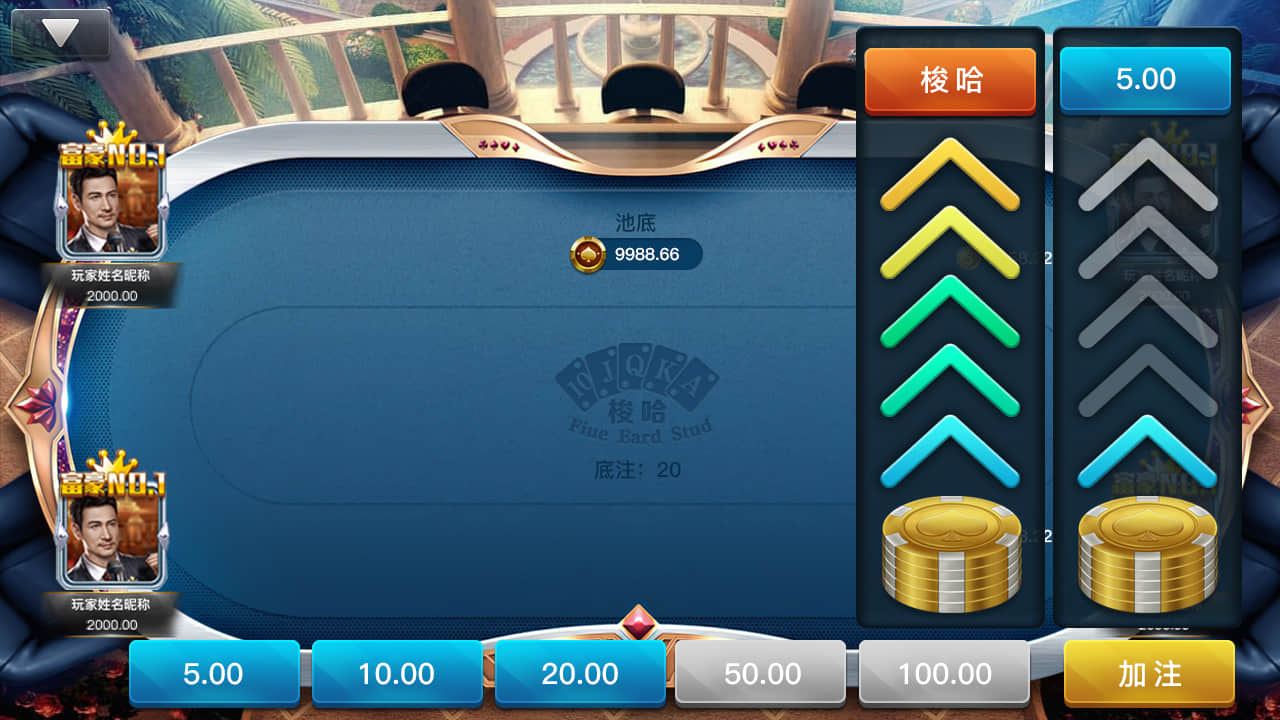 梭哈
5.00
富豪NO.1
玩家姓名昵称
2000.00
池底
9988.66
10 J Q K A
梭哈
Fiue Eard Stud
底注：20
富豪NO.1
玩家姓名昵称
2000.00
5.00
10.00
20.00
50.00
100.00
加注